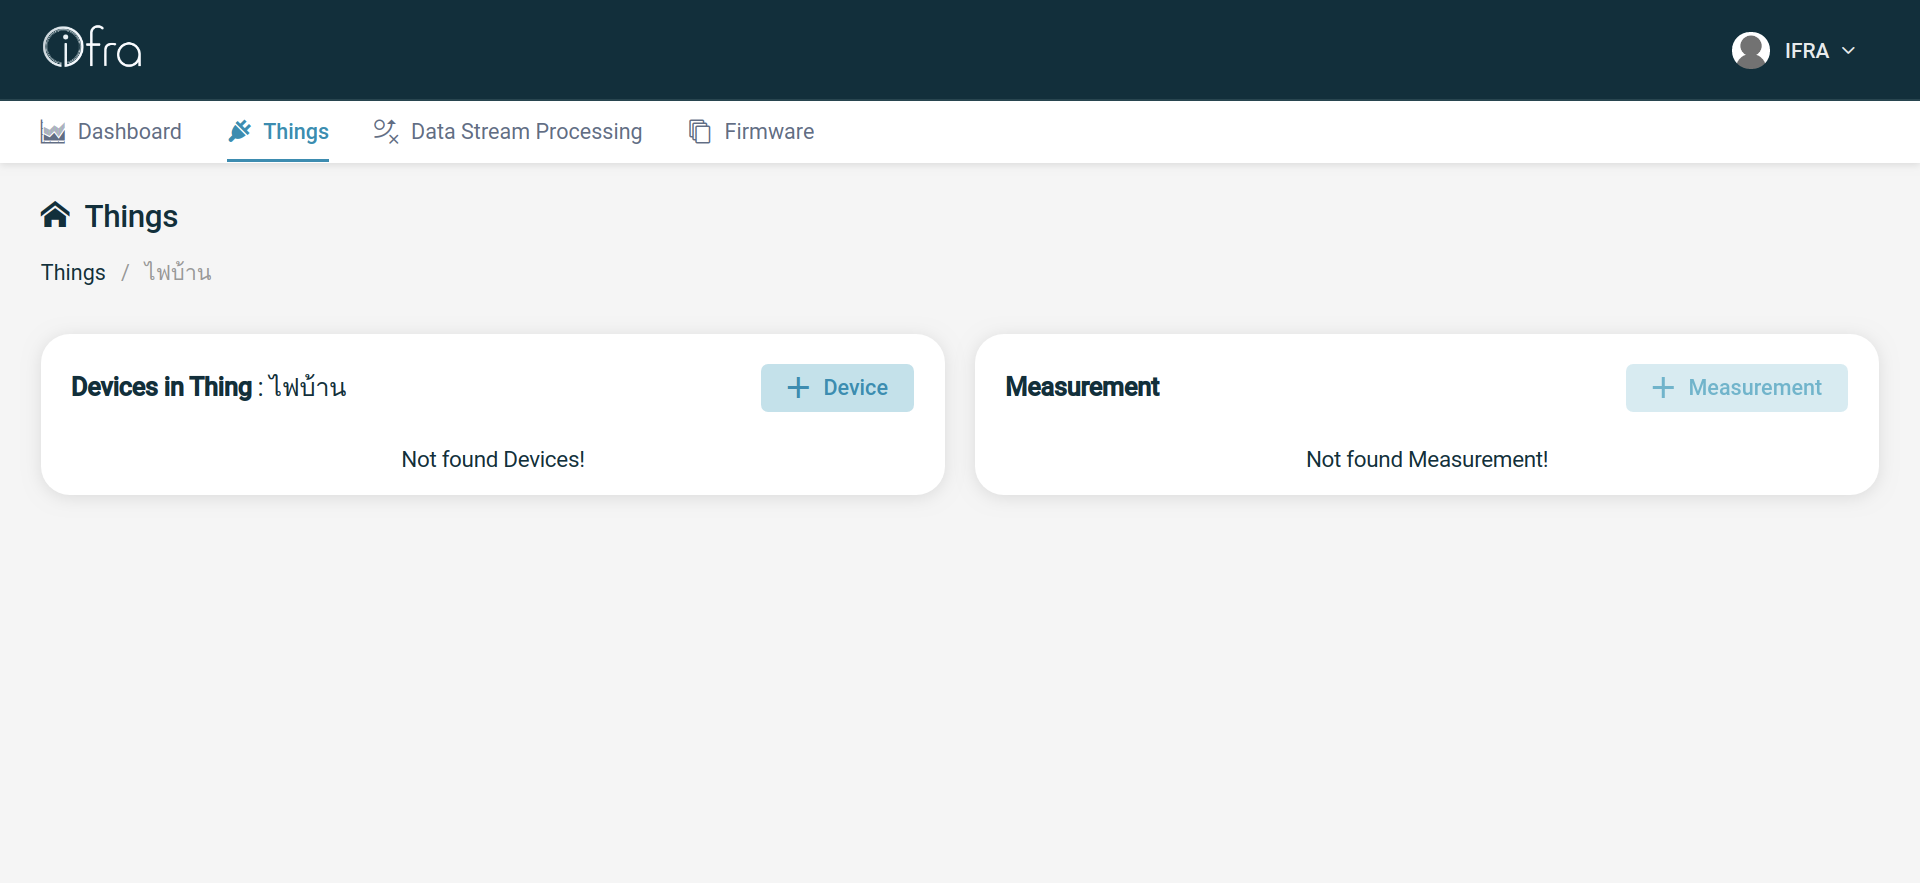 ifra
IFRA
Dashboard Things Data Stream Processing Firmware
Things
Things / ไฟบ้าน
Devices in Thing : ไฟบ้าน
Device
Not found Devices!
Measurement
Measurement
Not found Measurement!